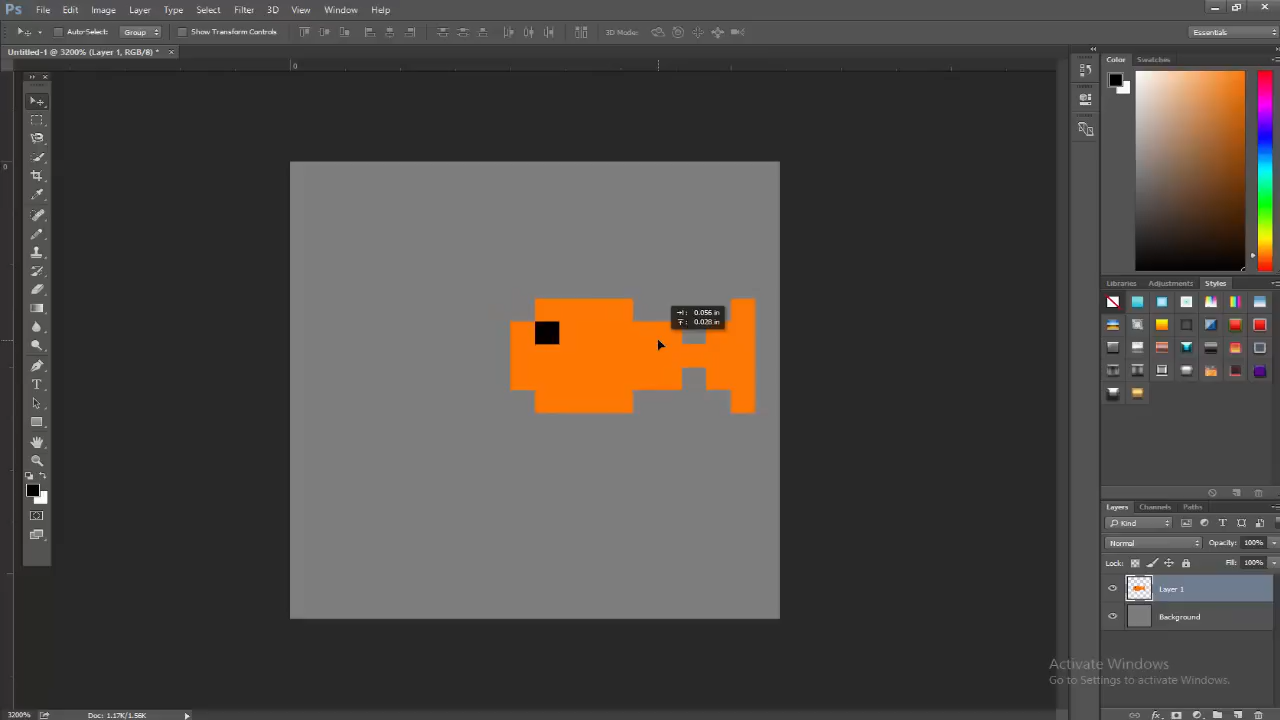 Ps File Edit Image Layer Type Select Filter 3D View Window Help
Auto-Select: Group Show Transform Controls 3D Mode: Essentials
Untitled-1 @ 3200% (Layer 1, RGB/8) * ×
0
0
Color Swatches
→|: 0.056 in
0.028 in
Libraries Adjustments Styles
Layers Channels Paths
Kind
Normal Opacity: 100%
Lock: Fill: 100%
Layer 1
Background
Activate Windows
Go to Settings to activate Windows.
3200% Doc: 1.17K/1.56K